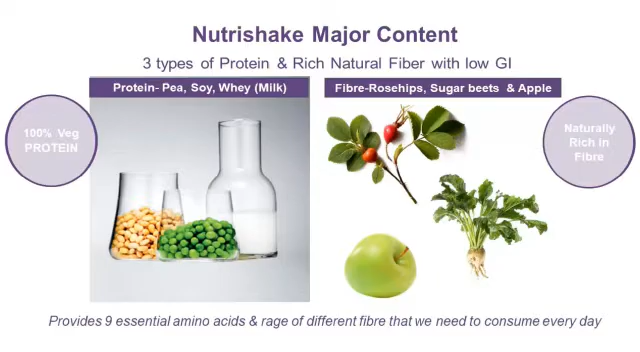 Nutrishake Major Content
3 types of Protein & Rich Natural Fiber with low GI
Protein- Pea, Soy, Whey (Milk)
Fibre-Rosehips, Sugar beets & Apple
100% Veg
PROTEIN
Naturally
Rich in
Fibre
Provides 9 essential amino acids & rage of different fibre that we need to consume every day